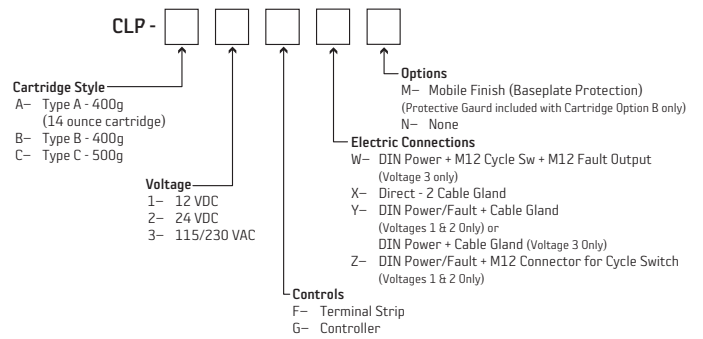 CLP -
Cartridge Style
A– Type A - 400g
(14 ounce cartridge)
B– Type B - 400g
C– Type C - 500g
Voltage
1– 12 VDC
2– 24 VDC
3– 115/230 VAC
Controls
F– Terminal Strip
G– Controller
Electric Connections
W– DIN Power + M12 Cycle Sw + M12 Fault Output
(Voltage 3 only)
X– Direct - 2 Cable Gland
Y– DIN Power/Fault + Cable Gland
(Voltages 1 & 2 Only) or
DIN Power + Cable Gland (Voltage 3 Only)
Z– DIN Power/Fault + M12 Connector for Cycle Switch
(Voltages 1 & 2 Only)
Options
M– Mobile Finish (Baseplate Protection)
(Protective Gaurd included with Cartridge Option B only)
N– None